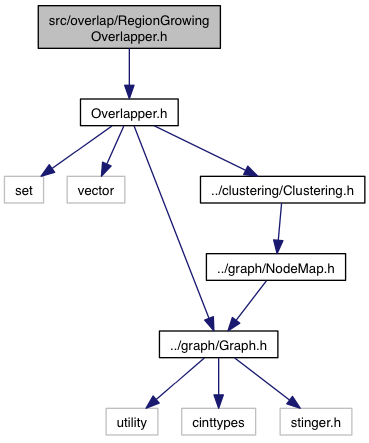 src/overlap/RegionGrowing
Overlapper.h
Overlapper.h
set
vector
../clustering/Clustering.h
../graph/NodeMap.h
../graph/Graph.h
utility
cinttypes
stinger.h